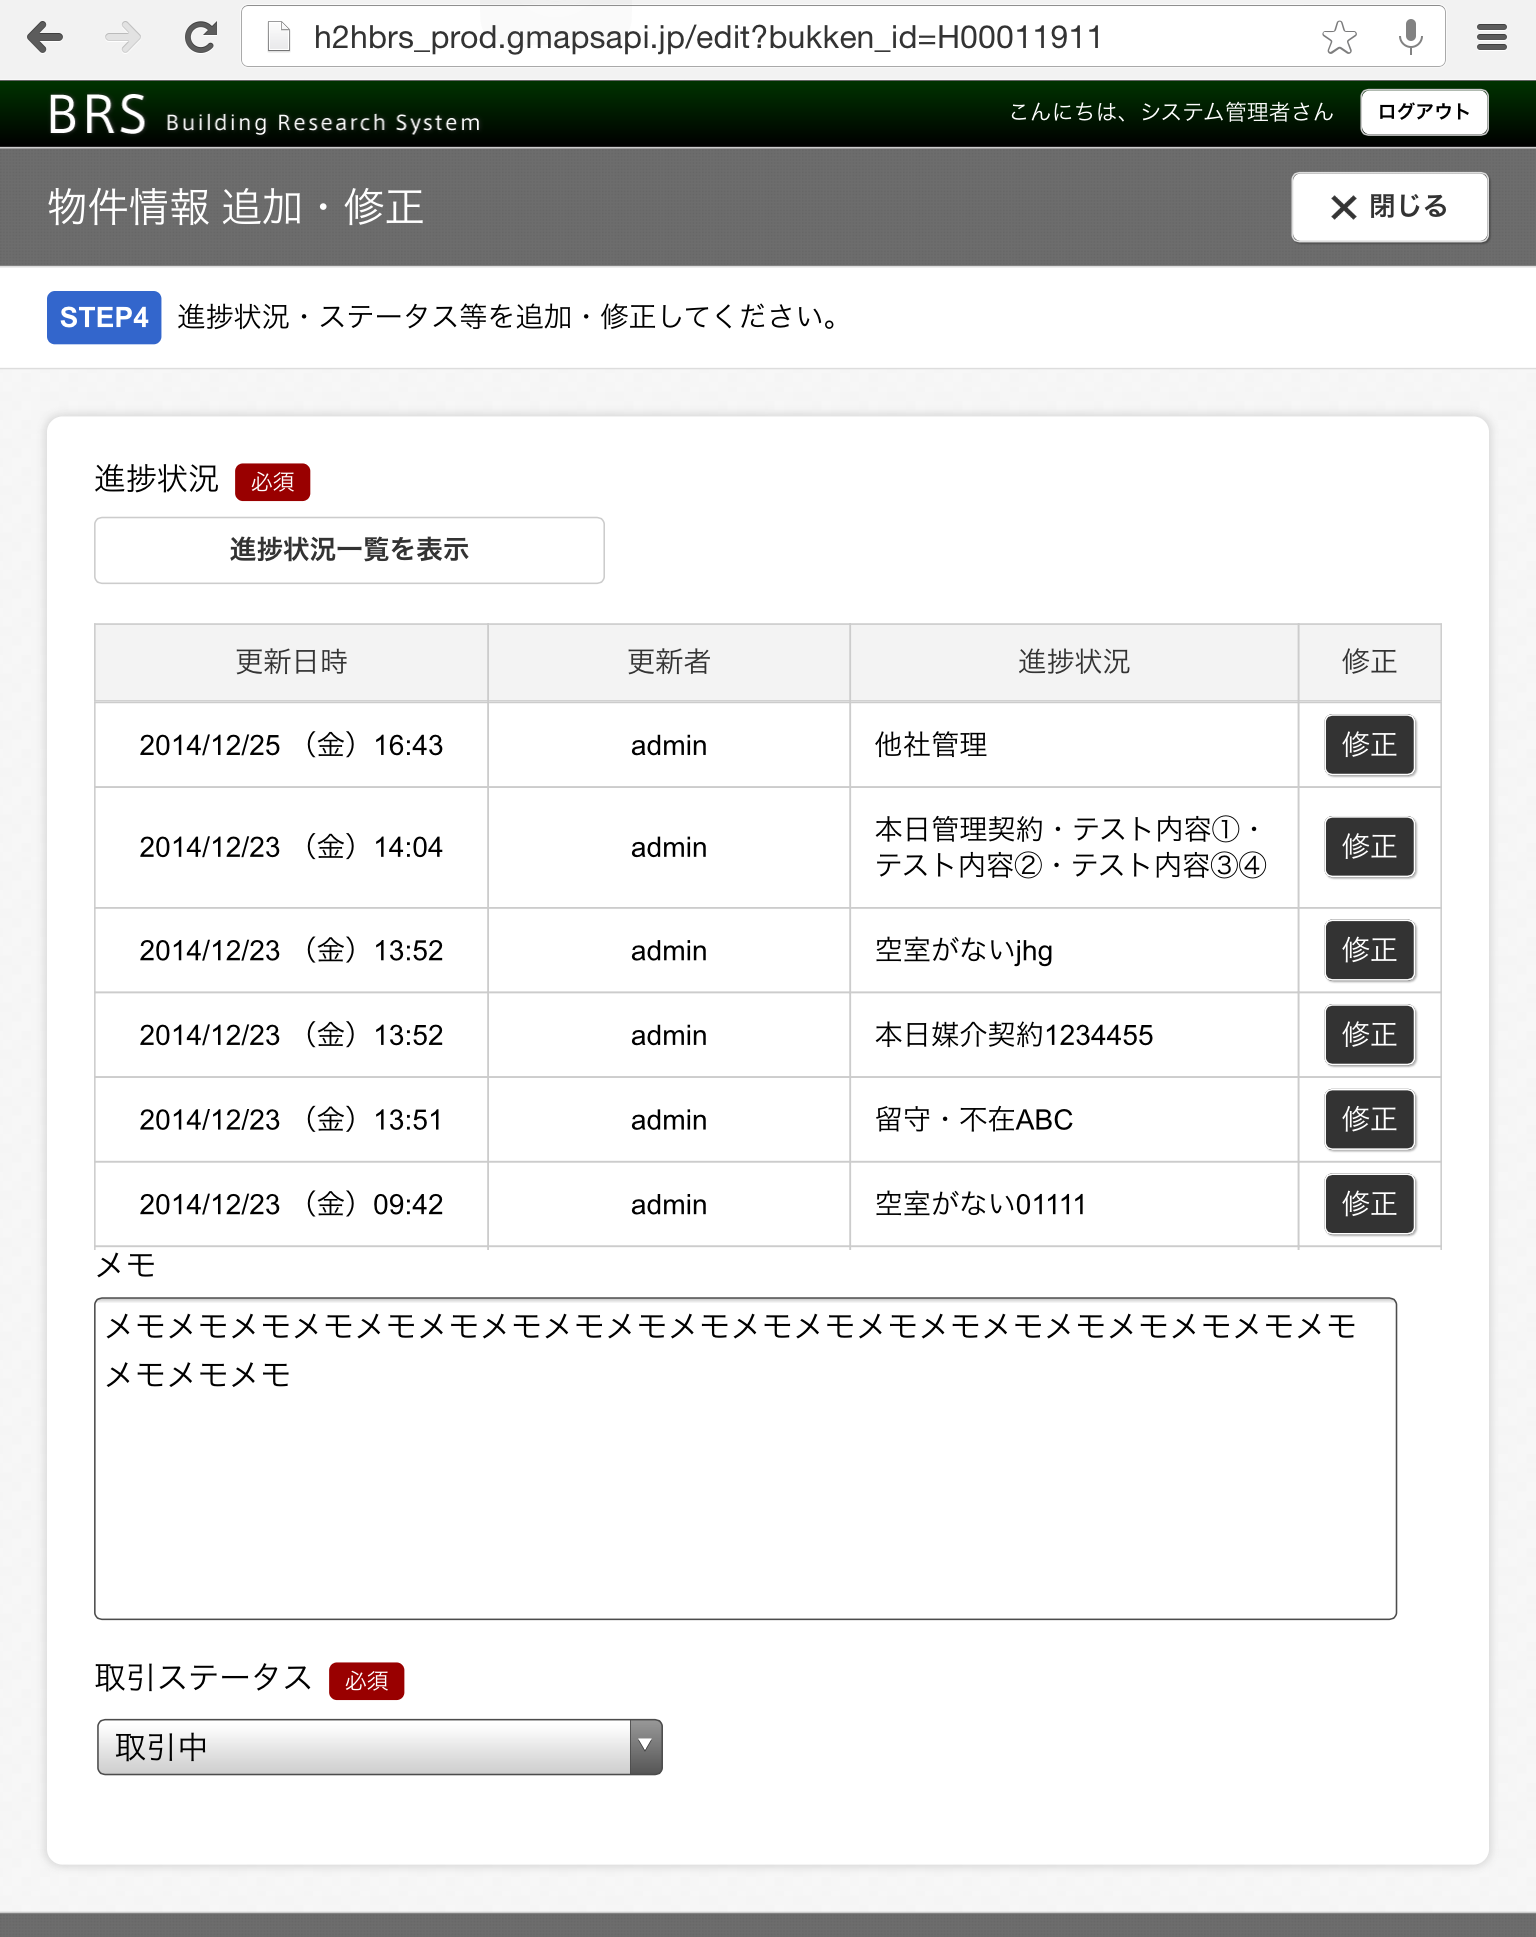 h2hbrs_prod.gmapsapi.jp/edit?bukken_id=H00011911
BRS Building Research System こんにちは、システム管理者さん ログアウト
物件情報 追加・修正 × 閉じる
STEP4 進捗状況・ステータス等を追加・修正してください。
進捗状況 必須
進捗状況一覧を表示
更新日時 更新者 進捗状況 修正
2014/12/25 （金）16:43 admin 他社管理 修正
2014/12/23 （金）14:04 admin 本日管理契約・テスト内容①・
テスト内容②・テスト内容③④ 修正
2014/12/23 （金）13:52 admin 空室がないjhg 修正
2014/12/23 （金）13:52 admin 本日媒介契約1234455 修正
2014/12/23 （金）13:51 admin 留守・不在ABC 修正
2014/12/23 （金）09:42 admin 空室がない01111 修正
メモ
メモメモメモメモメモメモメモメモメモメモメモメモメモメモメモメモメモメモメモメモ
メモメモメモ
取引ステータス 必須
取引中